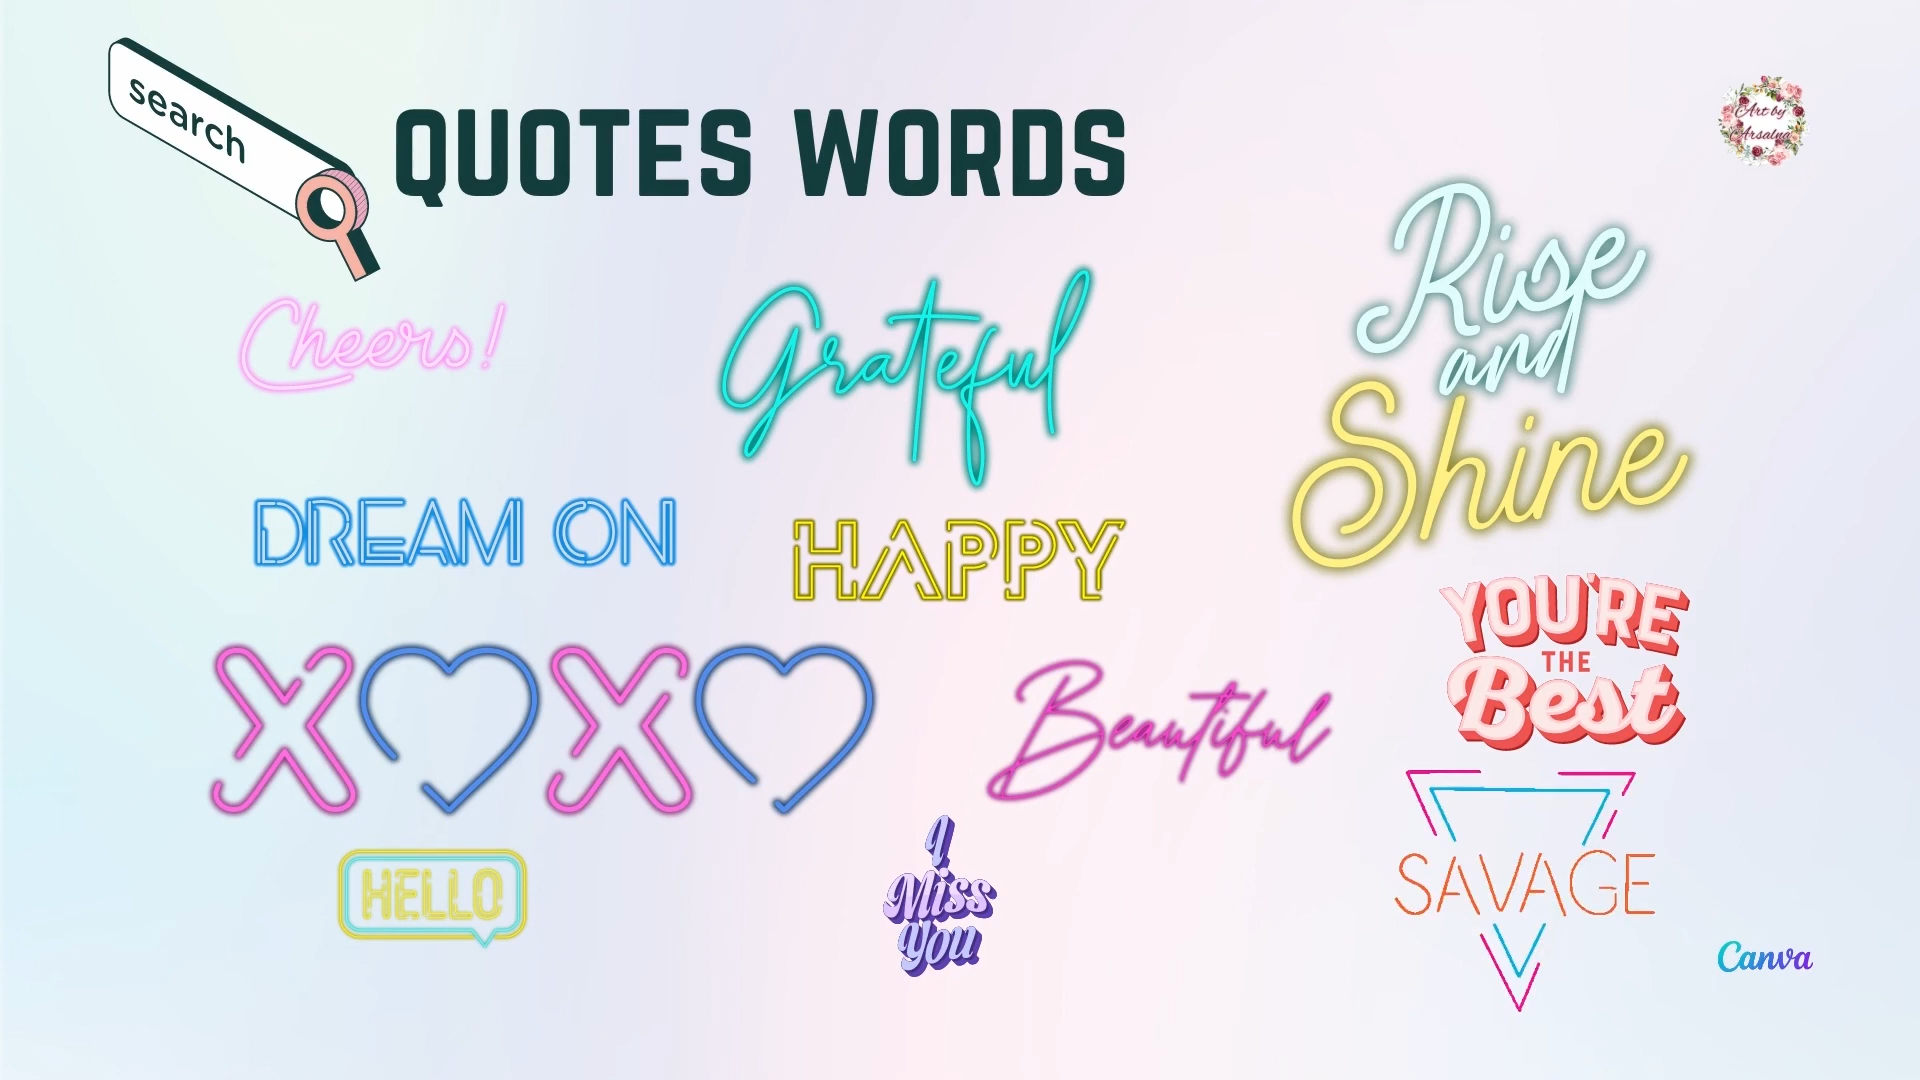 search
QUOTES WORDS
Art by
Arsalna
Cheers!
Grateful
Rise
and
Shine
DREAM ON
HAPPY
YOU'RE
THE
Best
XOXO
Beautiful
SAVAGE
HELLO
I
Miss
You
Canva